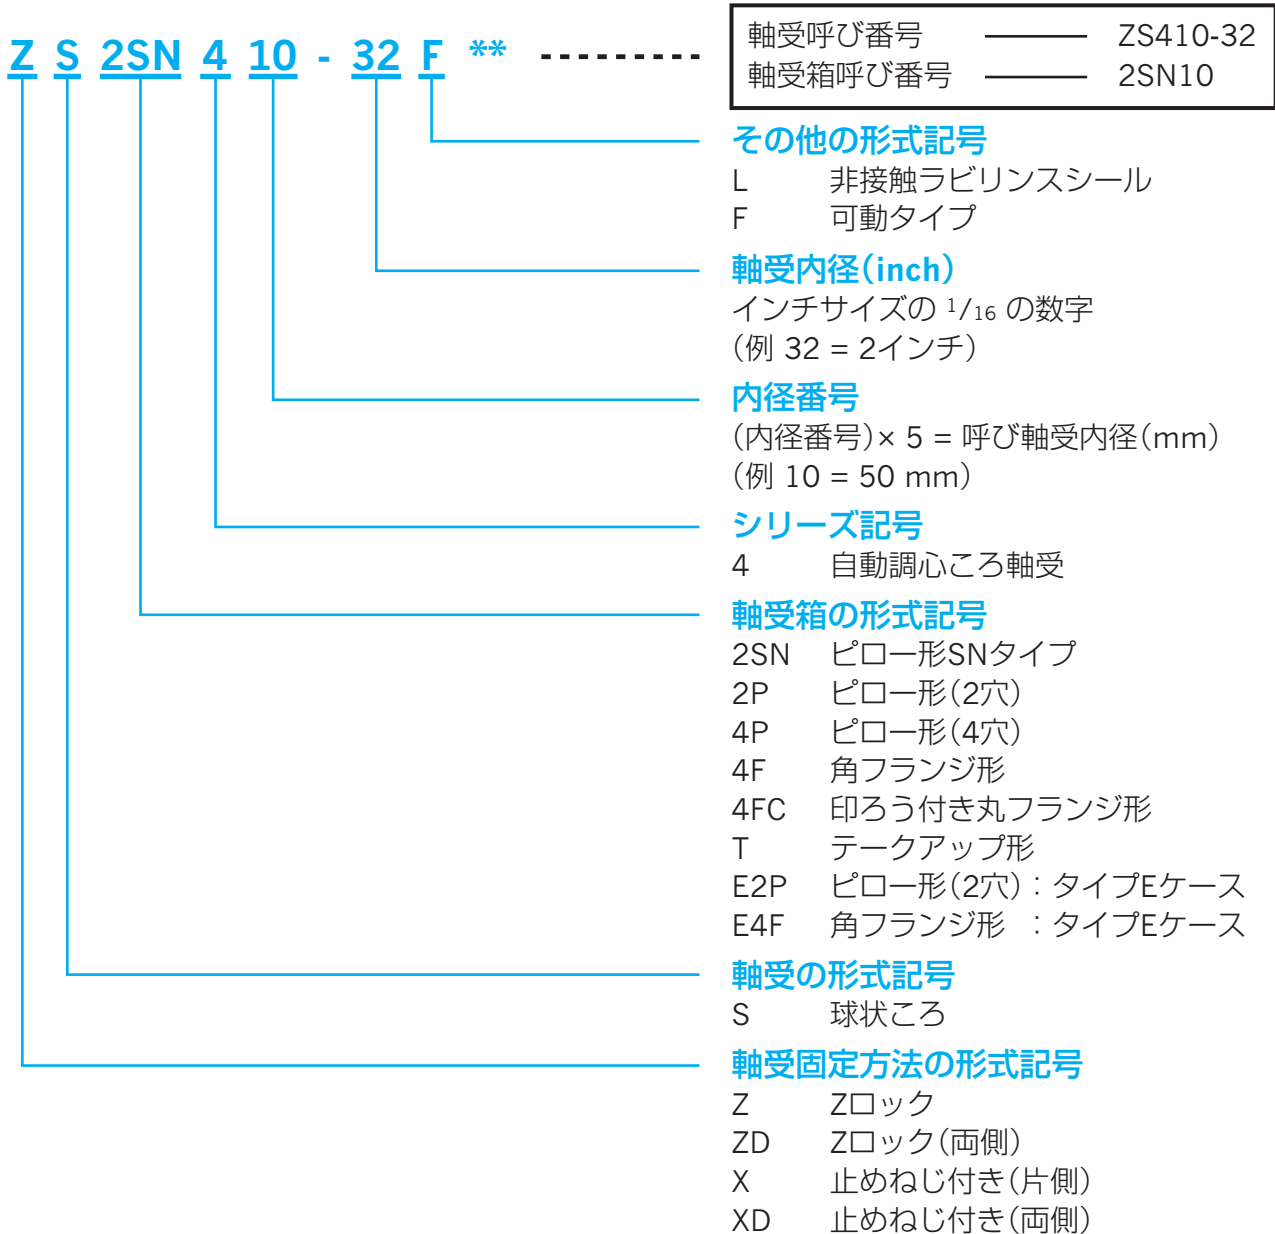 Z S 2SN 4 10 - 32 F ** ---------
軸受呼び番号 ――― ZS410-32
軸受箱呼び番号 ――― 2SN10
その他の形式記号
L 非接触ラビリンスシール
F 可動タイプ
軸受内径(inch)
インチサイズの 1/16 の数字
(例 32 = 2インチ)
内径番号
(内径番号)× 5 = 呼び軸受内径(mm)
(例 10 = 50 mm)
シリーズ記号
4 自動調心ころ軸受
軸受箱の形式記号
2SN ピロー形SNタイプ
2P ピロー形(2穴)
4P ピロー形(4穴)
4F 角フランジ形
4FC 印ろう付き丸フランジ形
T テークアップ形
E2P ピロー形(2穴):タイプEケース
E4F 角フランジ形 :タイプEケース
軸受の形式記号
S 球状ころ
軸受固定方法の形式記号
Z Zロック
ZD Zロック(両側)
X 止めねじ付き(片側)
XD 止めねじ付き(両側)